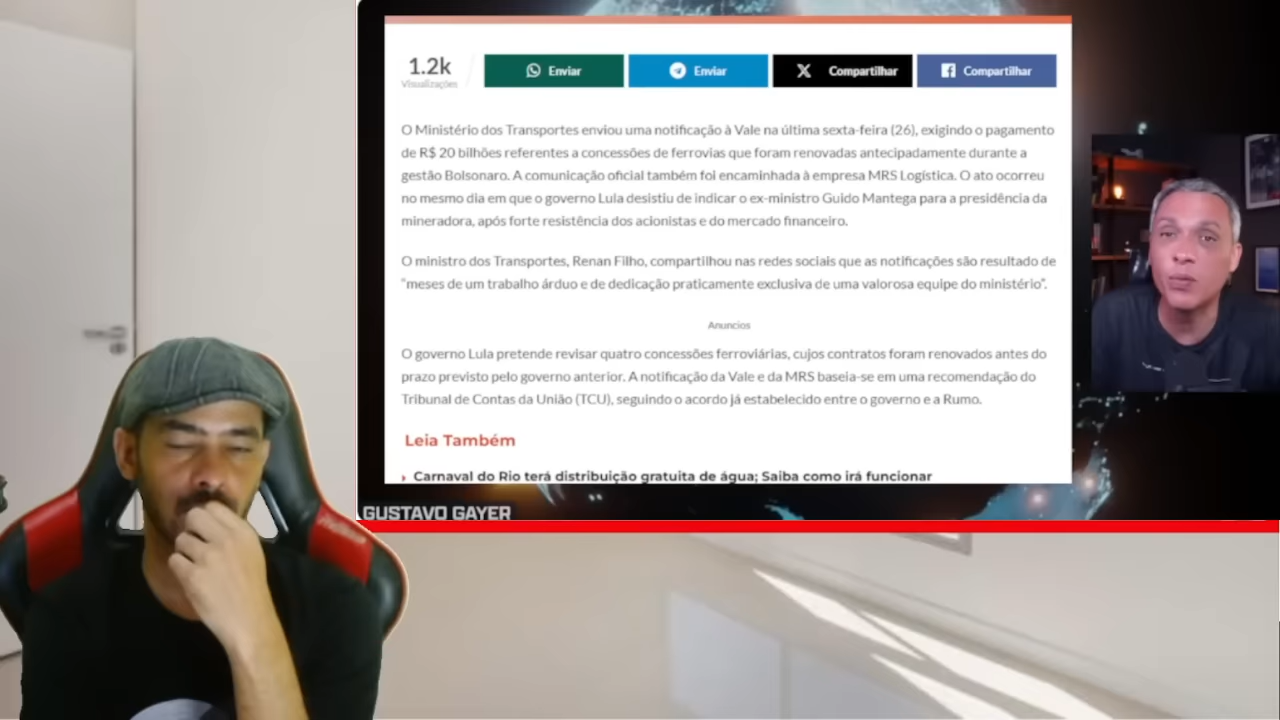 1.2k
Visualizações
Enviar
Enviar
Compartilhar
Compartilhar
O Ministério dos Transportes enviou uma notificação à Vale na última sexta-feira (26), exigindo o pagamento
de R$ 20 bilhões referentes a concessões de ferrovias que foram renovadas antecipadamente durante a
gestão Bolsonaro. A comunicação oficial também foi encaminhada à empresa MRS Logística. O ato ocorreu
no mesmo dia em que o governo Lula desistiu de indicar o ex-ministro Guido Mantega para a presidência da
mineradora, após forte resistência dos acionistas e do mercado financeiro.
O ministro dos Transportes, Renan Filho, compartilhou nas redes sociais que as notificações são resultado de
“meses de um trabalho árduo e de dedicação praticamente exclusiva de uma valorosa equipe do ministério”.
Anuncios
O governo Lula pretende revisar quatro concessões ferroviárias, cujos contratos foram renovados antes do
prazo previsto pelo governo anterior. A notificação da Vale e da MRS baseia-se em uma recomendação do
Tribunal de Contas da União (TCU), seguindo o acordo já estabelecido entre o governo e a Rumo.
Leia Também
Carnaval do Rio terá distribuição gratuita de água; Saiba como irá funcionar
GUSTAVO GAYER